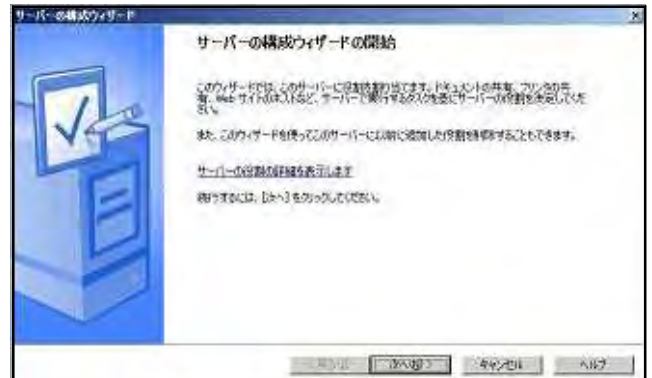 サーバーの構成ウィザード
サーバーの構成ウィザードの開始
このウィザードでは、このサーバーに役割を割り当てます。ドキュメントの共有、プリンタの共
有、Web サイトのホストなど、サーバーで実行するタスクを基にサーバーの役割を決定してくだ
さい。
また、このウィザードを使ってこのサーバーに以前に追加した役割を削除することもできます。
サーバーの役割の詳細を表示します
続行するには、[次へ] をクリックしてください。
< 戻る(B)
次へ(N) >
キャンセル
ヘルプ